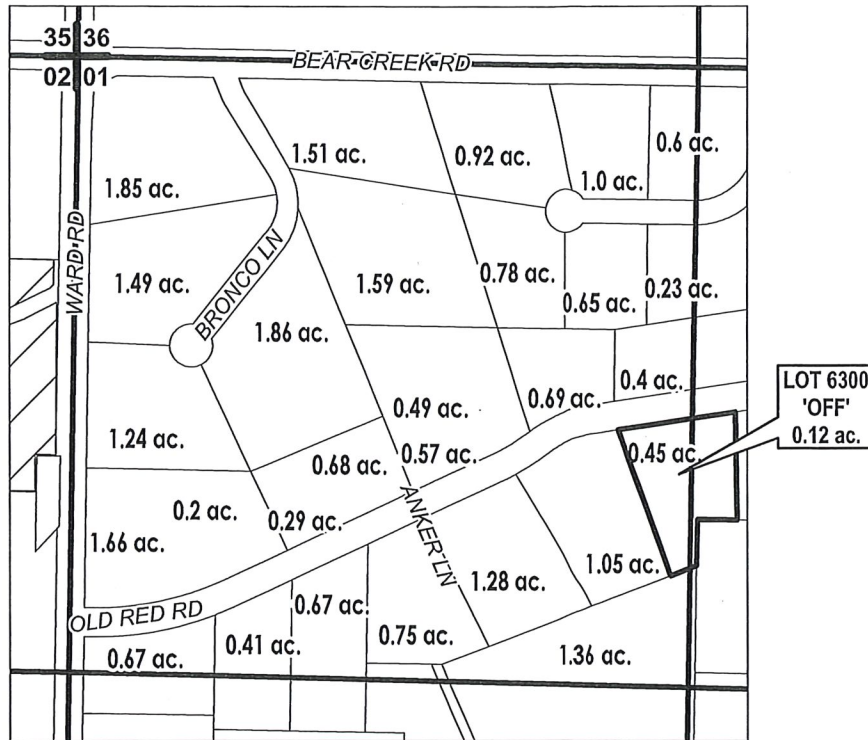 35 36
02 01
BEAR CREEK RD
0.6 ac.
1.51 ac.
0.92 ac.
1.0 ac.
1.85 ac.
WARD RD
BRONCO LN
1.49 ac.
1.59 ac.
0.78 ac.
0.65 ac.
0.23 ac.
1.86 ac.
0.4 ac.
0.69 ac.
LOT 6300
'OFF'
0.12 ac.
0.49 ac.
1.24 ac.
0.45 ac.
0.68 ac.
0.57 ac.
ANKER LN
0.2 ac.
0.29 ac.
1.66 ac.
1.28 ac.
1.05 ac.
OLD RED RD
0.67 ac.
0.41 ac.
0.75 ac.
0.67 ac.
1.36 ac.